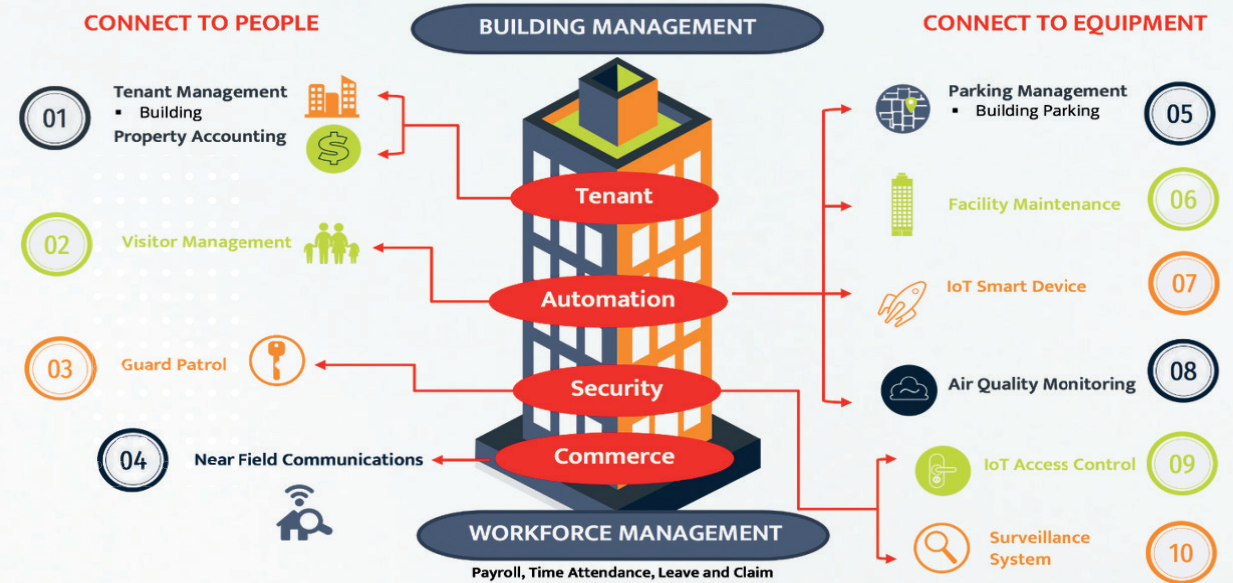 CONNECT TO PEOPLE
BUILDING MANAGEMENT
CONNECT TO EQUIPMENT
01
Tenant Management
▪ Building
Property Accounting
$
02
Visitor Management
03
Guard Patrol
04
Near Field Communications
Tenant
Automation
Security
Commerce
Parking Management
▪ Building Parking
05
Facility Maintenance
06
IoT Smart Device
07
Air Quality Monitoring
08
IoT Access Control
09
Surveillance
System
10
WORKFORCE MANAGEMENT
Payroll, Time Attendance, Leave and Claim